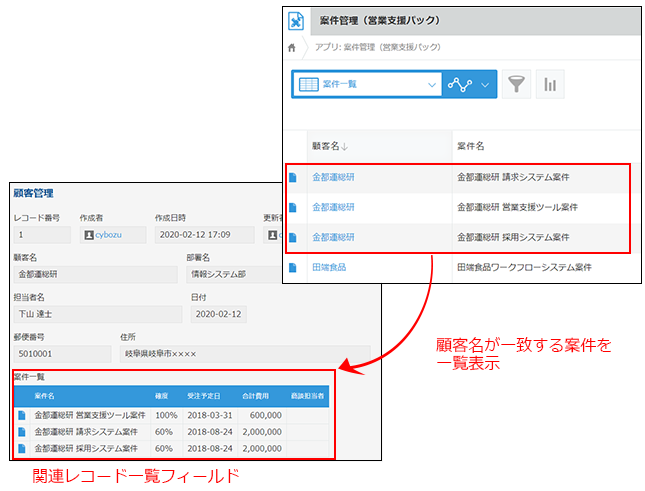 案件管理（営業支援パック）
アプリ: 案件管理（営業支援パック）
案件一覧
顧客名↓ 案件名
金都運総研 金都運総研 請求システム案件
金都運総研 金都運総研 営業支援ツール案件
金都運総研 金都運総研 採用システム案件
田端食品 田端食品ワークフローシステム案件
顧客管理
レコード番号 作成者 作成日時
1 cybozu 2020-02-12 17:09
顧客名 部署名
金都運総研 情報システム部
担当者名 日付
下山 達士 2020-02-12
郵便番号 住所
5010001 岐阜県岐阜市××××
案件一覧
案件名 確度 受注予定日 合計費用 商談担当者
金都運総研 営業支援ツール案件 100% 2018-03-31 600,000
金都運総研 請求システム案件 60% 2018-08-24 2,000,000
金都運総研 採用システム案件 60% 2018-08-24 2,000,000
顧客名が一致する案件を
一覧表示
関連レコード一覧フィールド